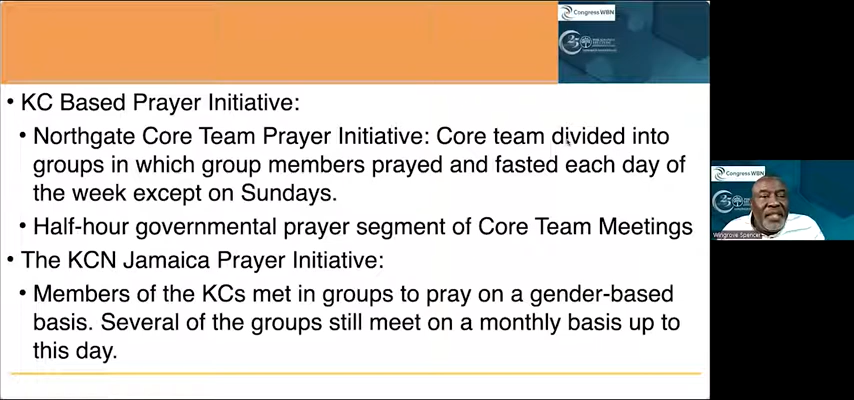 Congress WBN
25
• KC Based Prayer Initiative:
• Northgate Core Team Prayer Initiative: Core team divided into
groups in which group members prayed and fasted each day of
the week except on Sundays.
• Half-hour governmental prayer segment of Core Team Meetings
• The KCN Jamaica Prayer Initiative:
• Members of the KCs met in groups to pray on a gender-based
basis. Several of the groups still meet on a monthly basis up to
this day.
Congress WBN
25
Wingrove Spencer